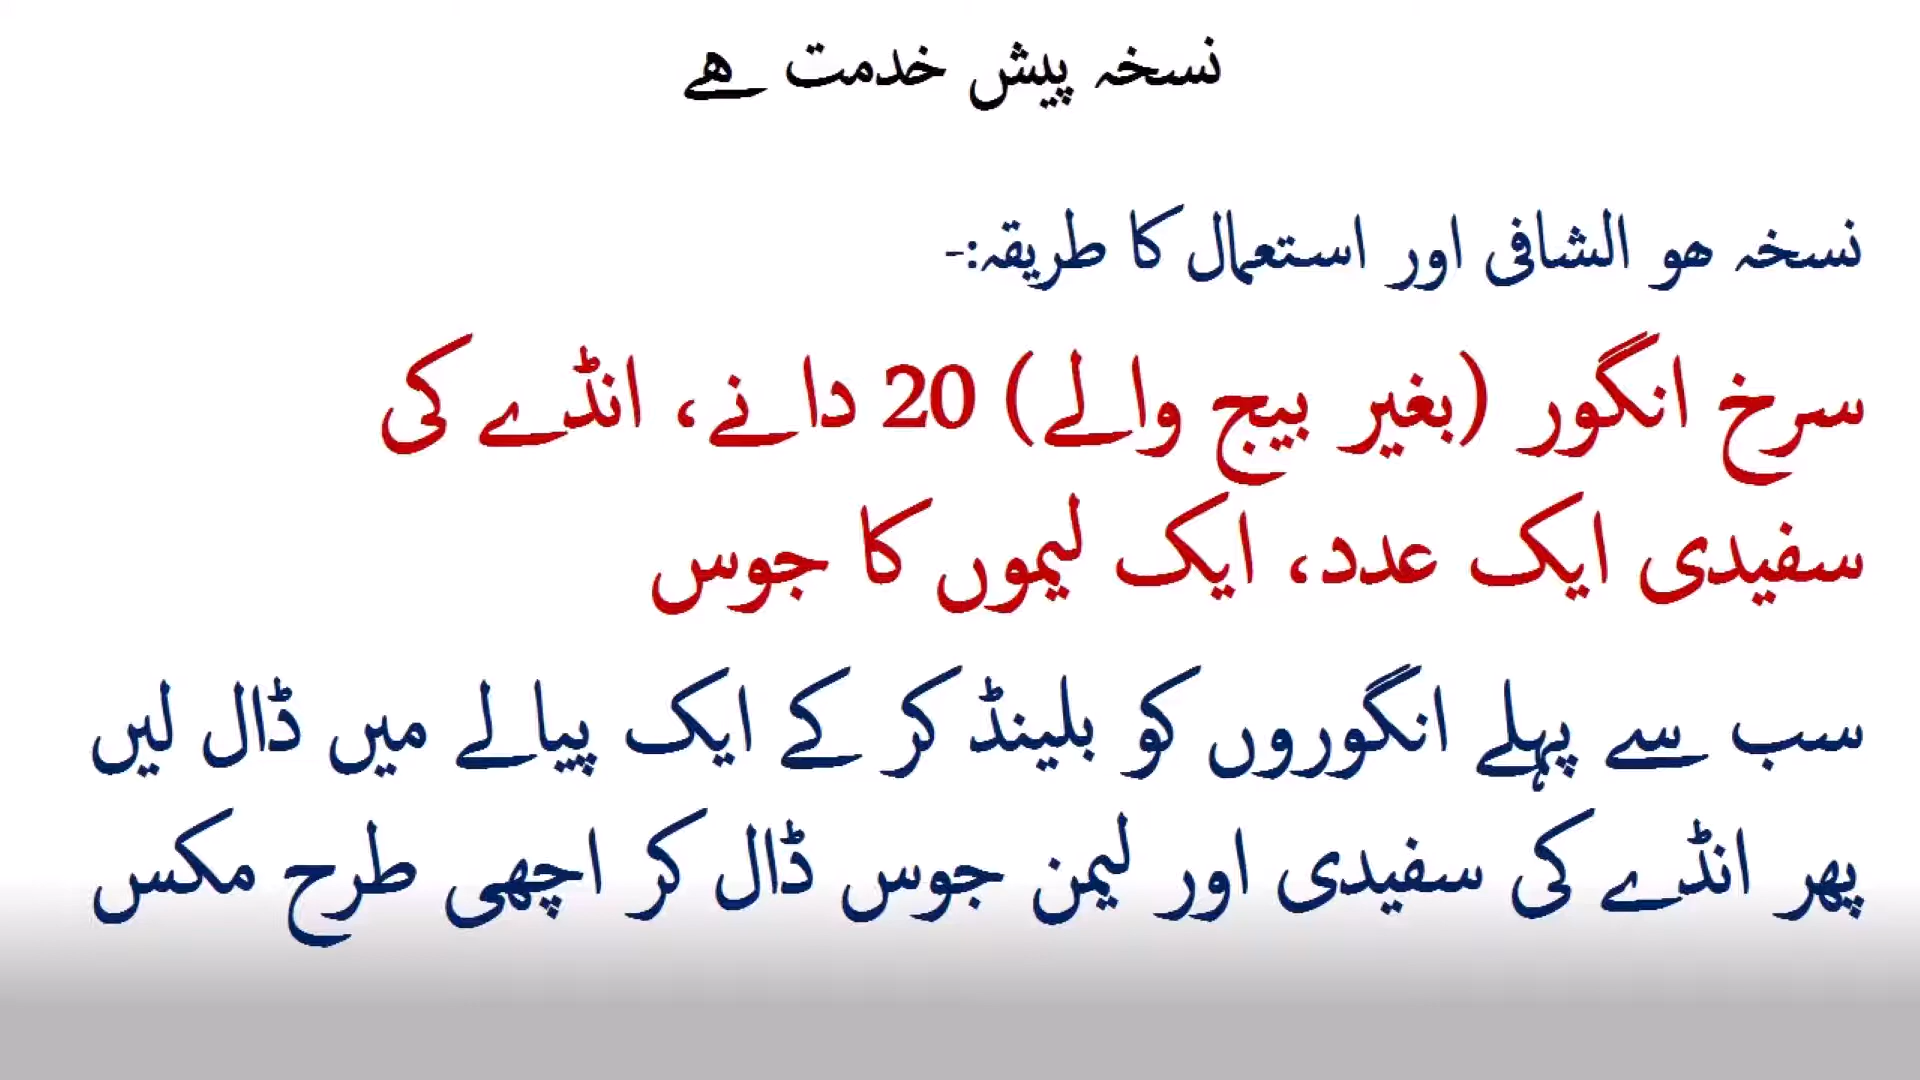 نسخہ پیش خدمت ہے
نسخہ ھو الشافی اور استعمال کا طریقہ:-
سرخ انگور (بغیر بیج والے) 20 دانے، انڈے کی
سفیدی ایک عدد، ایک لیموں کا جوس
سب سے پہلے انگوروں کو بلینڈ کر کے ایک پیالے میں ڈال لیں
پھر انڈے کی سفیدی اور لیمن جوس ڈال کر اچھی طرح مکس